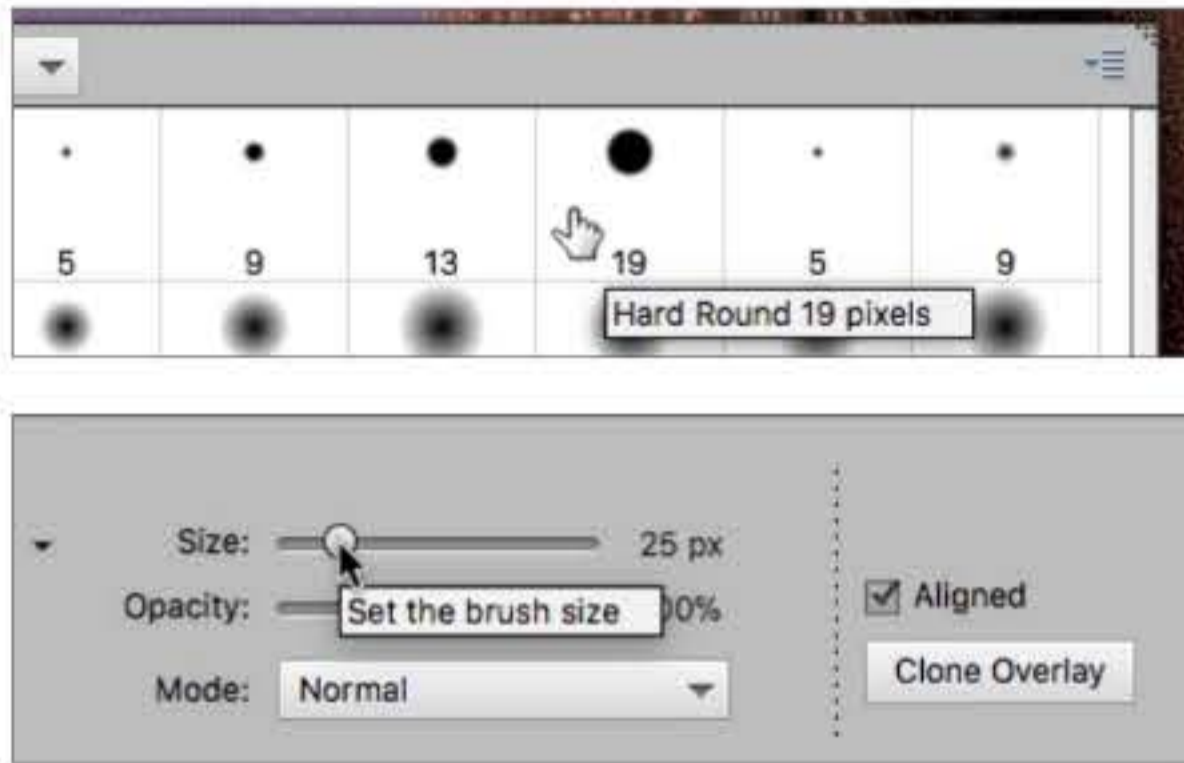 5 9 13 19 5 9
Hard Round 19 pixels
Size: 25 px
Opacity: 00%
Set the brush size
Mode: Normal
Aligned
Clone Overlay